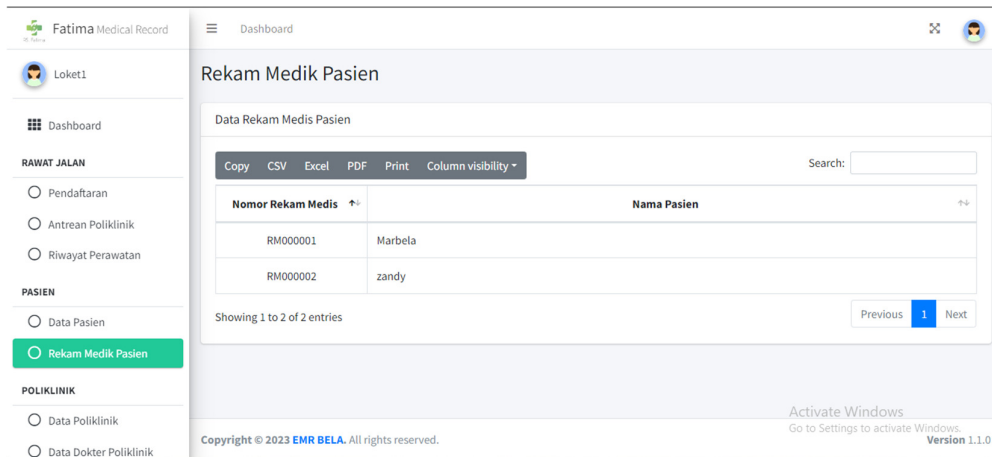 Fatima Medical Record
Dashboard
Loket1
Dashboard
RAWAT JALAN
Pendaftaran
Antrean Poliklinik
Riwayat Perawatan
PASIEN
Data Pasien
Rekam Medik Pasien
POLIKLINIK
Data Poliklinik
Data Dokter Poliklinik
Rekam Medik Pasien
Data Rekam Medis Pasien
Copy CSV Excel PDF Print Column visibility
Search:
Nomor Rekam Medis Nama Pasien
RM000001 Marbela
RM000002 zandy
Showing 1 to 2 of 2 entries
Previous 1 Next
Activate Windows
Go to Settings to activate Windows.
Copyright © 2023 EMR BELA. All rights reserved.
Version 1.1.0